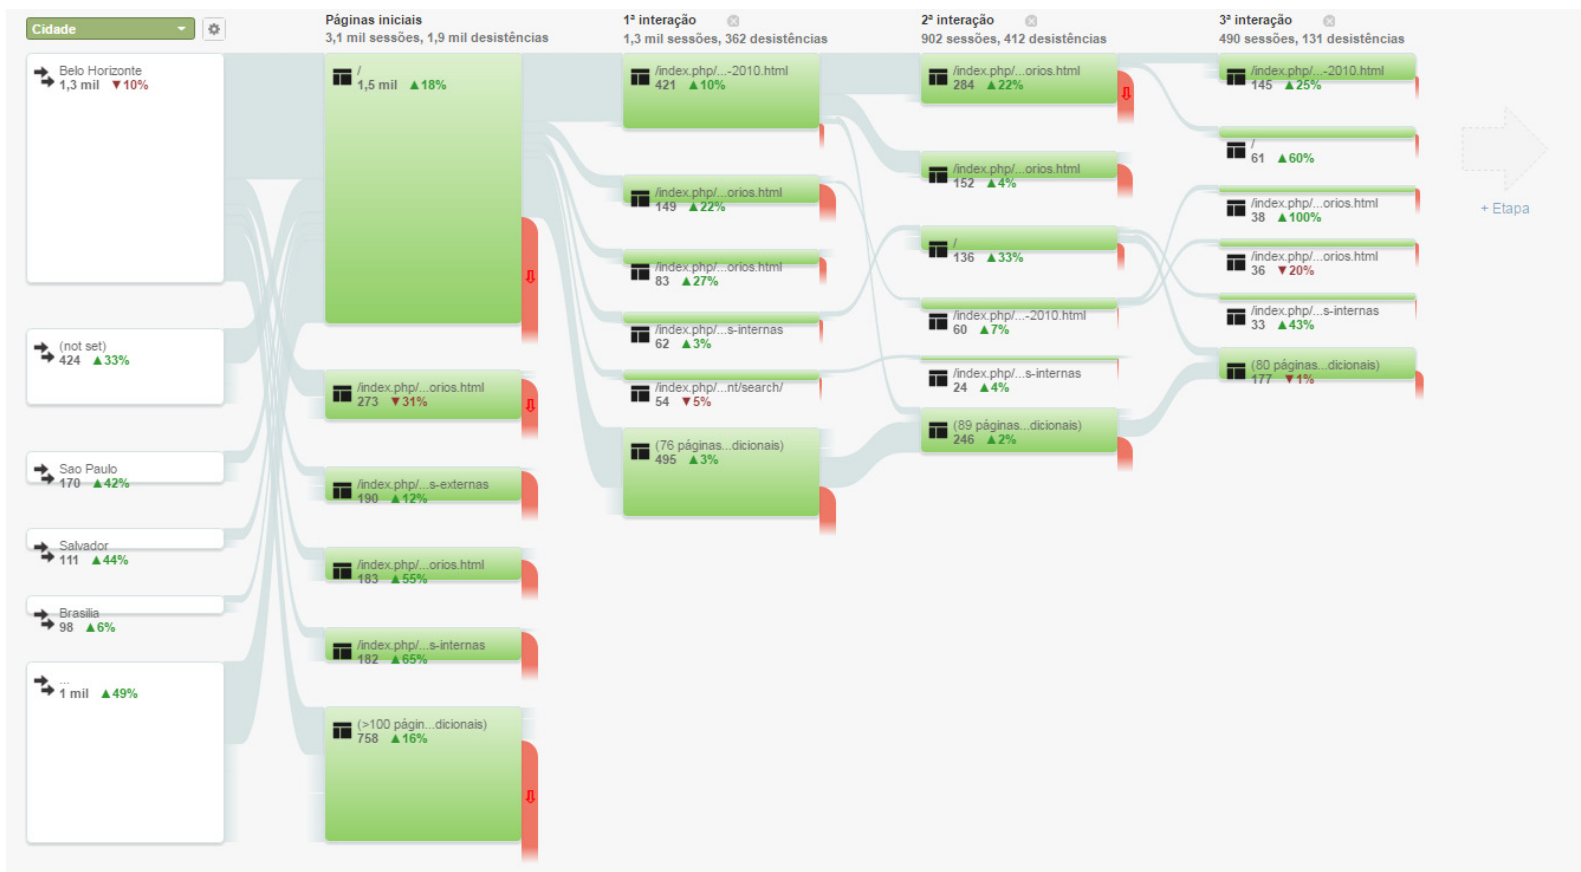 Cidade
Belo Horizonte
1,3 mil ▼10%
(not set)
424 ▲33%
Sao Paulo
170 ▲42%
Salvador
111 ▲44%
Brasilia
98 ▲6%
...
1 mil ▲49%
Páginas iniciais
3,1 mil sessões, 1,9 mil desistências
/
1,5 mil ▲18%
/index.php/...orios.html
273 ▼31%
/index.php/...s-externas
190 ▲12%
/index.php/...orios.html
183 ▲55%
/index.php/...s-internas
182 ▲65%
(>100 págin...dicionais)
758 ▲16%
1ª interação
1,3 mil sessões, 362 desistências
/index.php/...-2010.html
421 ▲10%
/index.php/...orios.html
149 ▲22%
/index.php/...orios.html
83 ▲27%
/index.php/...s-internas
62 ▲3%
/index.php/...nt/search/
54 ▼5%
(76 páginas...dicionais)
495 ▲3%
2ª interação
902 sessões, 412 desistências
/index.php/...orios.html
284 ▲22%
/index.php/...orios.html
152 ▲4%
/
136 ▲33%
/index.php/...-2010.html
60 ▲7%
/index.php/...s-internas
24 ▲4%
(89 páginas...dicionais)
246 ▲2%
3ª interação
490 sessões, 131 desistências
/index.php/...-2010.html
145 ▲25%
/
61 ▲60%
/index.php/...orios.html
38 ▲100%
/index.php/...orios.html
36 ▼20%
/index.php/...s-internas
33 ▲43%
(80 páginas...dicionais)
177 ▼1%
+ Etapa